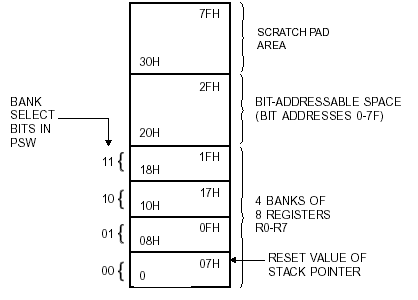 7FH
30H
SCRATCH PAD
AREA
2FH
20H
BIT-ADDRESSABLE SPACE
(BIT ADDRESSES 0-7F)
BANK
SELECT
BITS IN
PSW
11 { 18H 1FH
10 { 10H 17H
01 { 08H 0FH
00 { 0 07H
4 BANKS OF
8 REGISTERS
R0-R7
RESET VALUE OF
STACK POINTER